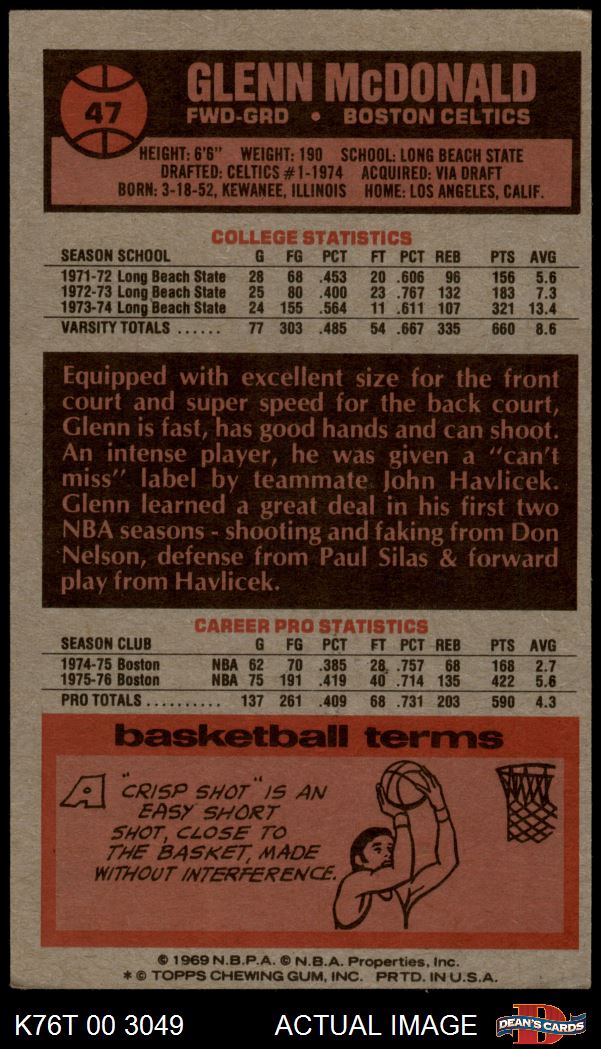 47
GLENN McDONALD
FWD-GRD • BOSTON CELTICS
HEIGHT: 6'6" WEIGHT: 190 SCHOOL: LONG BEACH STATE
DRAFTED: CELTICS #1-1974 ACQUIRED: VIA DRAFT
BORN: 3-18-52, KEWANEE, ILLINOIS HOME: LOS ANGELES, CALIF.
COLLEGE STATISTICS
SEASON SCHOOL G FG PCT FT PCT REB PTS AVG
1971-72 Long Beach State 28 68 .453 20 .606 96 156 5.6
1972-73 Long Beach State 25 80 .400 23 .767 132 183 7.3
1973-74 Long Beach State 24 155 .564 11 .611 107 321 13.4
VARSITY TOTALS ...... 77 303 .485 54 .667 335 660 8.6
Equipped with excellent size for the front
court and super speed for the back court,
Glenn is fast, has good hands and can shoot.
An intense player, he was given a "can't
miss" label by teammate John Havlicek.
Glenn learned a great deal in his first two
NBA seasons - shooting and faking from Don
Nelson, defense from Paul Silas & forward
play from Havlicek.
CAREER PRO STATISTICS
SEASON CLUB G FG PCT FT PCT REB PTS AVG
1974-75 Boston NBA 62 70 .385 28 .757 68 168 2.7
1975-76 Boston NBA 75 191 .419 40 .714 135 422 5.6
PRO TOTALS .......... 137 261 .409 68 .731 203 590 4.3
basketball terms
A "CRISP SHOT" IS AN
EASY SHORT
SHOT, CLOSE TO
THE BASKET, MADE
WITHOUT INTERFERENCE.
© 1969 N.B.P.A. © N.B.A. Properties, Inc.
* © TOPPS CHEWING GUM, INC. PRTD. IN U.S.A.
K76T 00 3049 ACTUAL IMAGE
D
DEAN'S CARDS